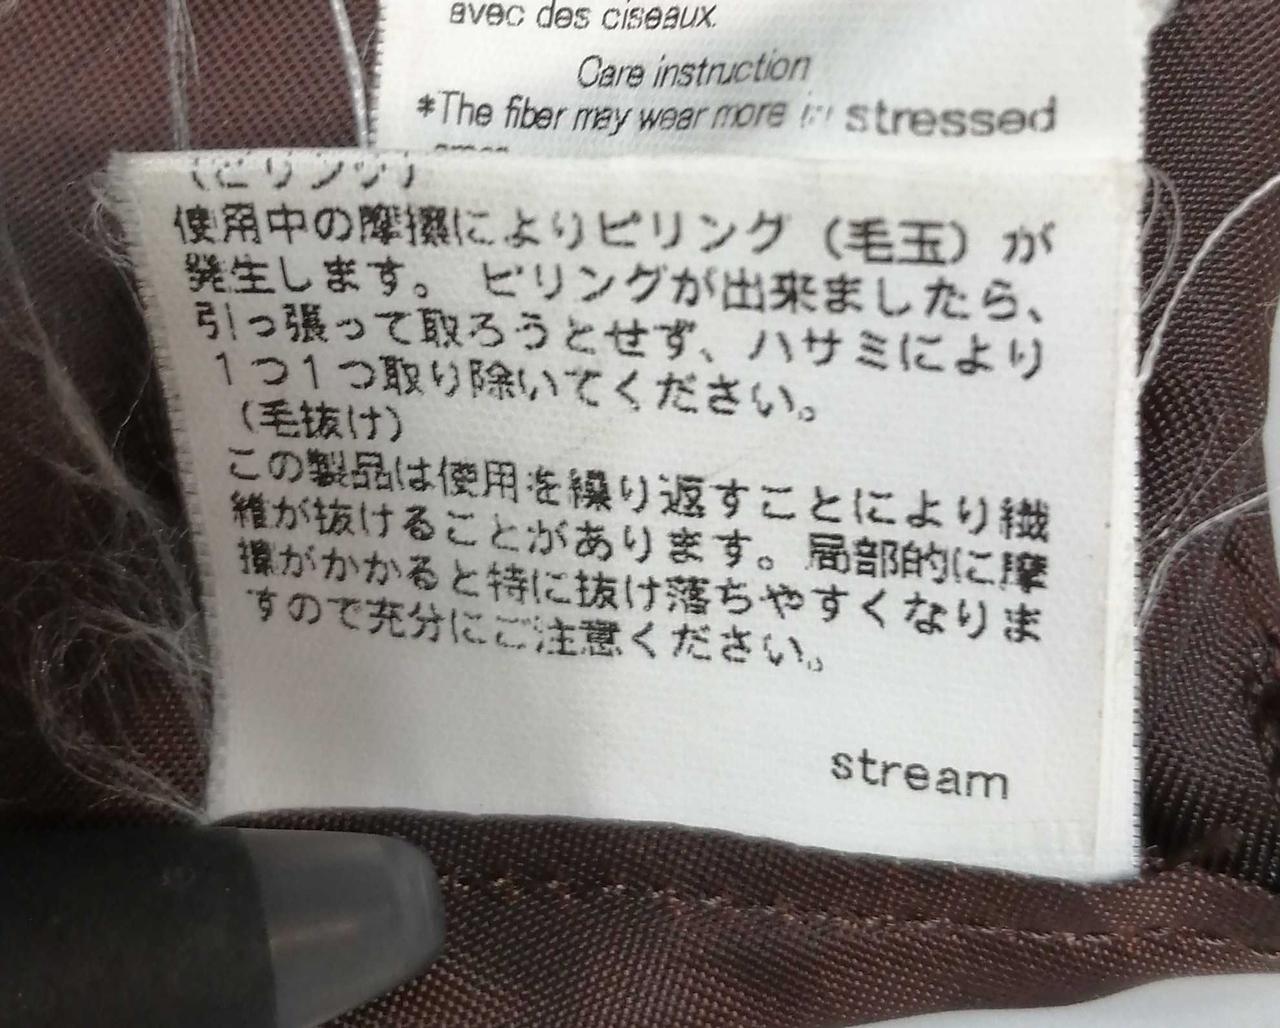 avec des ciseaux.
Care instruction
*The fiber may wear more in stressed
(ピリング)
使用中の摩擦によりピリング（毛玉）が
発生します。 ピリングが出来ましたら、
引っ張って取ろうとせず、ハサミにより
1つ1つ取り除いてください。
(毛抜け)
この製品は使用を繰り返すことにより繊
維が抜けることがあります。局部的に摩
擦がかかると特に抜け落ちやすくなりま
すので充分にご注意ください。
stream